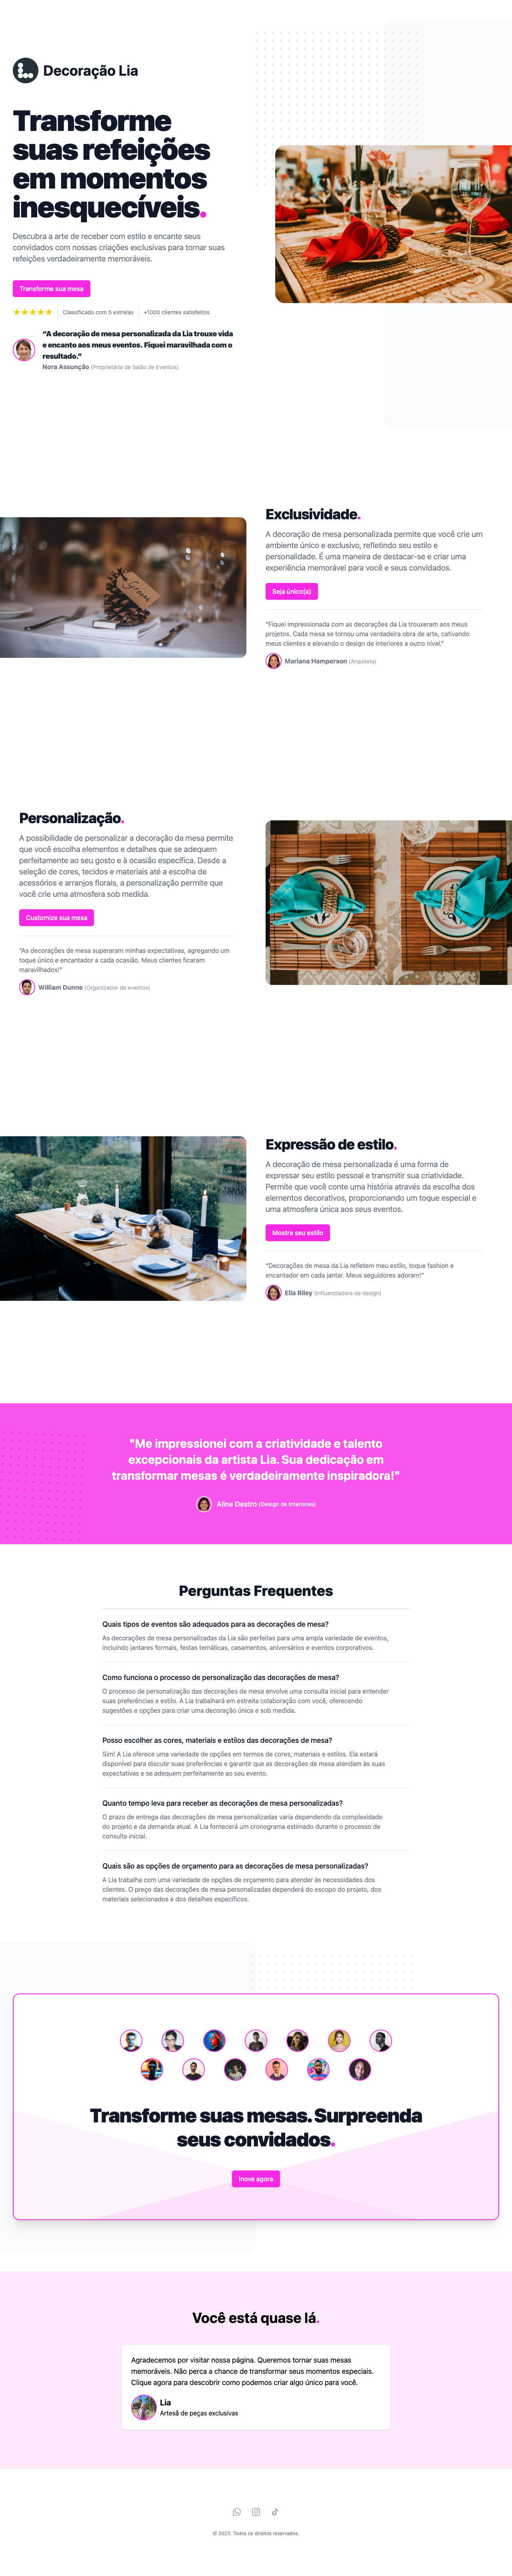 Decoração Lia
Transforme
suas refeições
em momentos
inesquecíveis.
Descubra a arte de receber com estilo e encante seus
convidados com nossas criações exclusivas para tornar suas
refeições verdadeiramente memoráveis.
Transforme sua mesa
Classificado com 5 estrelas
+1000 clientes satisfeitos
“A decoração de mesa personalizada da Lia trouxe vida
e encanto aos meus eventos. Fiquei maravilhada com o
resultado.”
Nora Assunção (Proprietária de Salão de Eventos)
Exclusividade.
A decoração de mesa personalizada permite que você crie um
ambiente único e exclusivo, refletindo seu estilo e
personalidade. É uma maneira de destacar-se e criar uma
experiência memorável para você e seus convidados.
Seja único(a)
“Fiquei impressionada com as decorações da Lia trouxeram aos meus
projetos. Cada mesa se tornou uma verdadeira obra de arte, cativando
meus clientes e elevando o design de interiores a outro nível.”
Mariana Hamperson (Arquiteta)
Personalização.
A possibilidade de personalizar a decoração da mesa permite
que você escolha elementos e detalhes que se adequem
perfeitamente ao seu gosto e à ocasião específica. Desde a
seleção de cores, tecidos e materiais até a escolha de
acessórios e arranjos florais, a personalização permite que
você crie uma atmosfera sob medida.
Customize sua mesa
“As decorações de mesa superaram minhas expectativas, agregando um
toque único e encantador a cada ocasião. Meus clientes ficaram
maravilhados!”
William Dunne (Organizador de eventos)
Expressão de estilo.
A decoração de mesa personalizada é uma forma de
expressar seu estilo pessoal e transmitir sua criatividade.
Permite que você conte uma história através da escolha dos
elementos decorativos, proporcionando um toque especial e
uma atmosfera única aos seus eventos.
Mostre seu estilo
“Decorações de mesa da Lia refletem meu estilo, toque fashion e
encantador em cada jantar. Meus seguidores adoram!”
Ella Riley (Influenciadora de design)
"Me impressionei com a criatividade e talento
excepcionais da artista Lia. Sua dedicação em
transformar mesas é verdadeiramente inspiradora!"
Aline Destro (Design de Interiores)
Perguntas Frequentes
Quais tipos de eventos são adequados para as decorações de mesa?
As decorações de mesa personalizadas da Lia são perfeitas para uma ampla variedade de eventos,
incluindo jantares formais, festas temáticas, casamentos, aniversários e eventos corporativos.
Como funciona o processo de personalização das decorações de mesa?
O processo de personalização das decorações de mesa envolve uma consulta inicial para entender
suas preferências e estilo. A Lia trabalhará em estreita colaboração com você, oferecendo
sugestões e opções para criar uma decoração única e sob medida.
Posso escolher as cores, materiais e estilos das decorações de mesa?
Sim! A Lia oferece uma variedade de opções em termos de cores, materiais e estilos. Ela estará
disponível para discutir suas preferências e garantir que as decorações de mesa atendam às suas
expectativas e se adequem perfeitamente ao seu evento.
Quanto tempo leva para receber as decorações de mesa personalizadas?
O prazo de entrega das decorações de mesa personalizadas varia dependendo da complexidade
do projeto e da demanda atual. A Lia fornecerá um cronograma estimado durante o processo de
consulta inicial.
Quais são as opções de orçamento para as decorações de mesa personalizadas?
A Lia trabalha com uma variedade de opções de orçamento para atender às necessidades dos
clientes. O preço das decorações de mesa personalizadas dependerá do escopo do projeto, dos
materiais selecionados e dos detalhes específicos.
Transforme suas mesas. Surpreenda
seus convidados.
Inove agora
Você está quase lá.
Agradecemos por visitar nossa página. Queremos tornar suas mesas
memoráveis. Não perca a chance de transformar seus momentos especiais.
Clique agora para descobrir como podemos criar algo único para você.
Lia
Artesã de peças exclusivas
© 2023. Todos os direitos reservados.